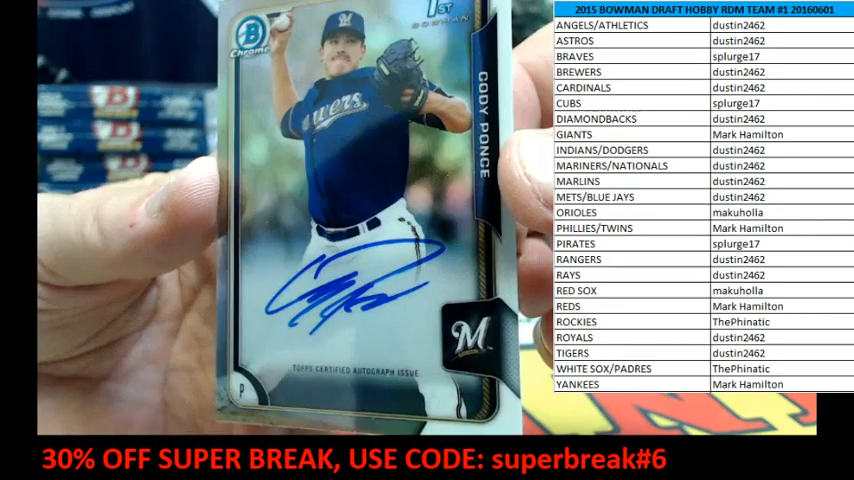 2015 BOWMAN DRAFT HOBBY RDM TEAM #1 20160601
ANGELS/ATHLETICS dustin2462
ASTROS dustin2462
BRAVES splurge17
BREWERS dustin2462
CARDINALS dustin2462
CUBS splurge17
DIAMONDBACKS dustin2462
GIANTS Mark Hamilton
INDIANS/DODGERS dustin2462
MARINERS/NATIONALS dustin2462
MARLINS dustin2462
METS/BLUE JAYS dustin2462
ORIOLES makuholla
PHILLIES/TWINS Mark Hamilton
PIRATES splurge17
RANGERS dustin2462
RAYS dustin2462
RED SOX makuholla
REDS Mark Hamilton
ROCKIES ThePhinatic
ROYALS dustin2462
TIGERS dustin2462
WHITE SOX/PADRES ThePhinatic
YANKEES Mark Hamilton
1ST
BOWMAN
B
Bowman
Chrome
CODY PONCE
M
TOPPS CERTIFIED AUTOGRAPH ISSUE
P
30% OFF SUPER BREAK, USE CODE: superbreak#6